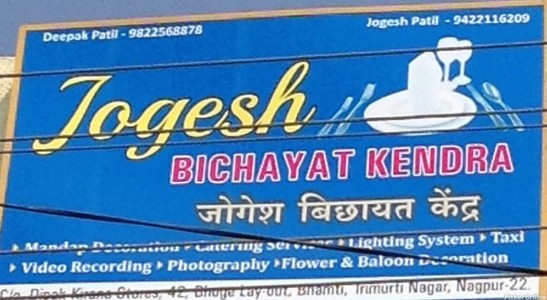 Deepak Patil - 9822568878
Jogesh Patil - 9422116209
Jogesh
BICHAYAT KENDRA
जोगेश बिछायत केंद्र
Mandap Decoration Catering Services Lighting System Taxi
Video Recording Photography Flower & Baloon Decoration
C/o. Dipak Kirana Stores, 42, Bhoge Lay-out, Bhamti, Trimurti Nagar, Nagpur-22.